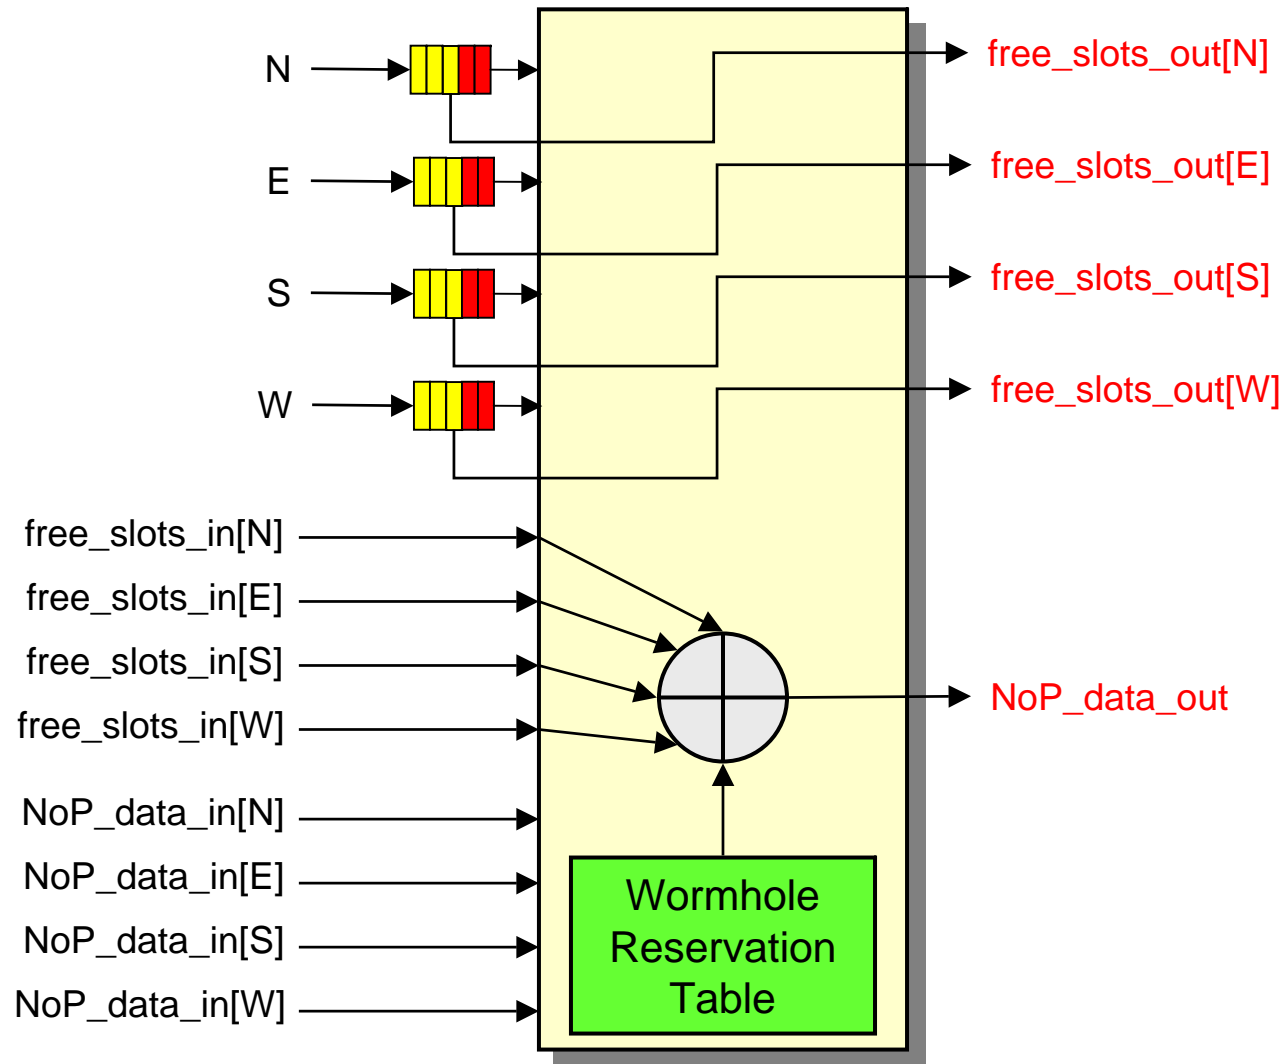 N
free_slots_out[N]
E
free_slots_out[E]
S
free_slots_out[S]
W
free_slots_out[W]
free_slots_in[N]
free_slots_in[E]
free_slots_in[S]
free_slots_in[W]
NoP_data_out
NoP_data_in[N]
NoP_data_in[E]
NoP_data_in[S]
NoP_data_in[W]
Wormhole
Reservation
Table